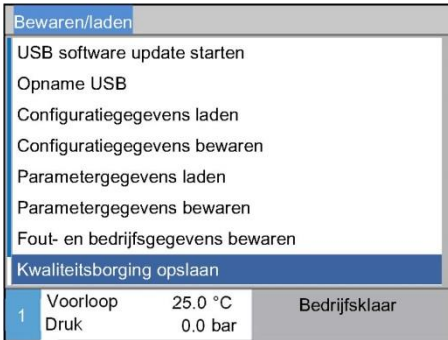 Bewaren/laden
USB software update starten
Opname USB
Configuratiegegevens laden
Configuratiegegevens bewaren
Parametergegevens laden
Parametergegevens bewaren
Fout- en bedrijfsgegevens bewaren
Kwaliteitsborging opslaan
1 Voorloop 25.0 °C Bedrijfsklaar
Druk 0.0 bar